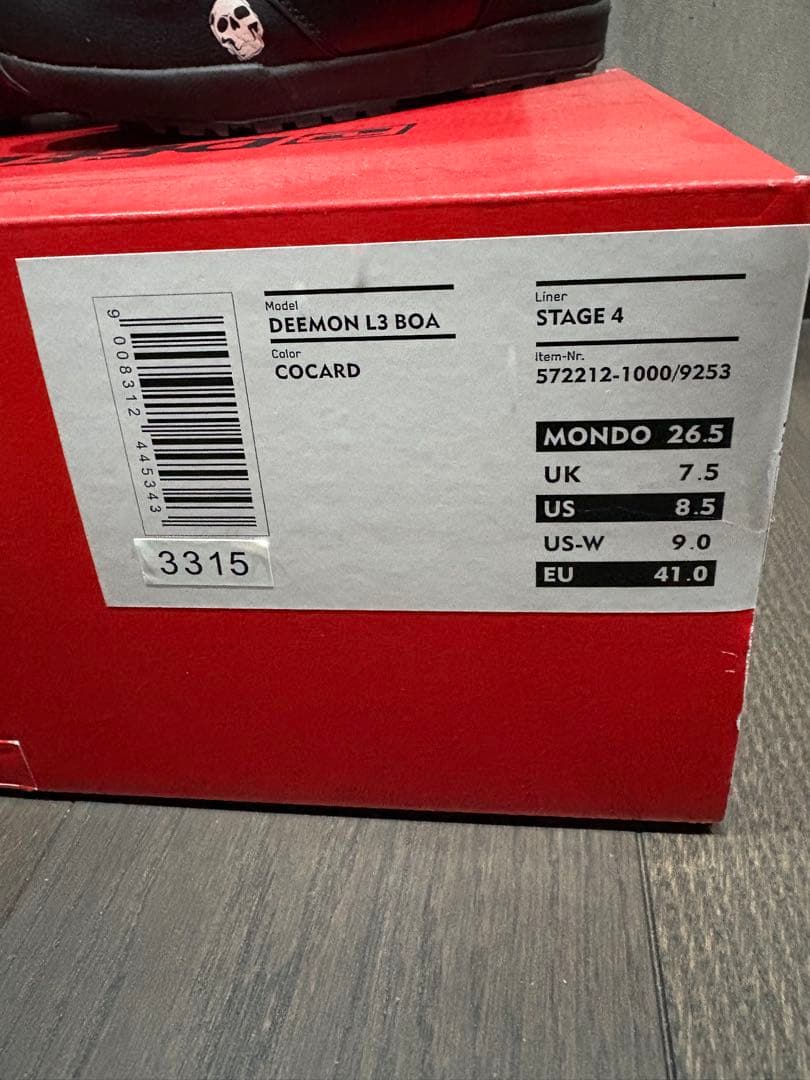 Model
DEEMON L3 BOA
Color
COCARD
Liner
STAGE 4
Item-Nr.
572212-1000/9253
MONDO 26.5
UK 7.5
US 8.5
US-W 9.0
EU 41.0
9 008312 445343
3315